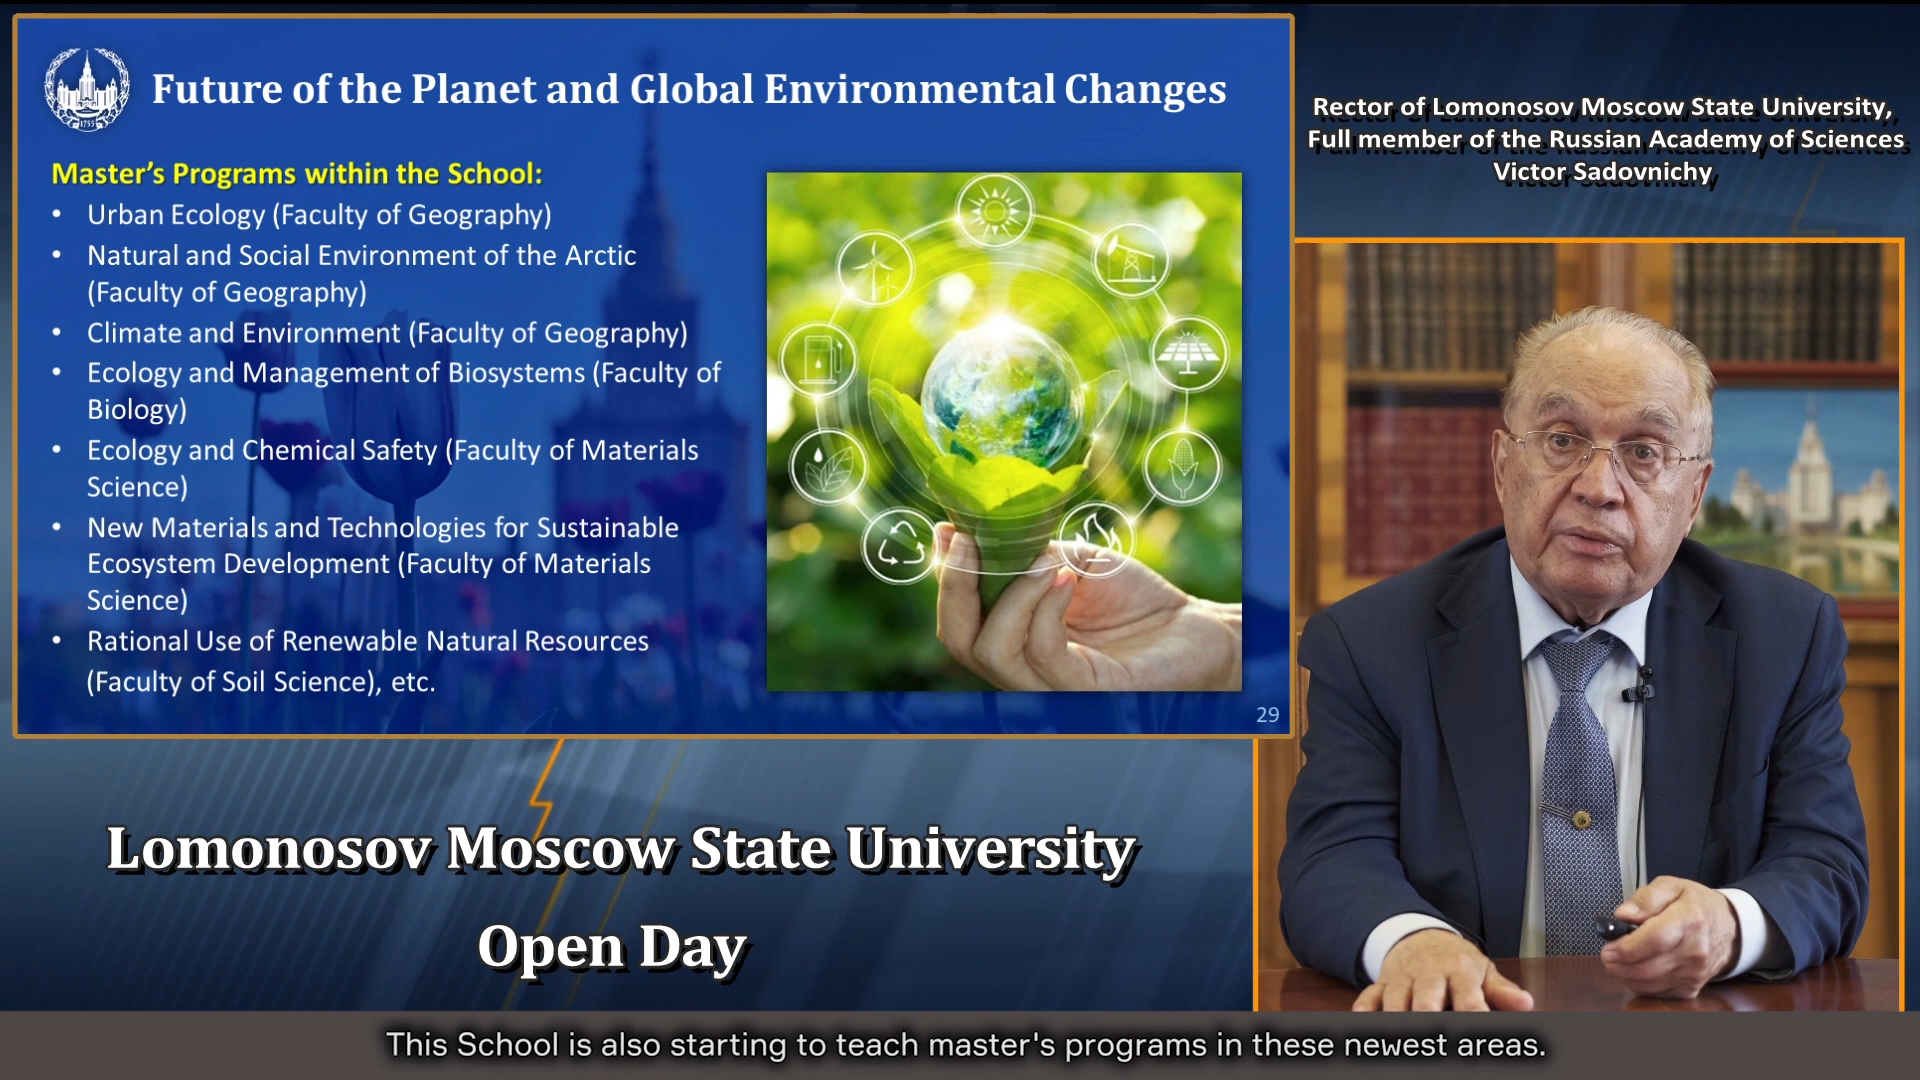 Future of the Planet and Global Environmental Changes
1755
Master's Programs within the School:
• Urban Ecology (Faculty of Geography)
• Natural and Social Environment of the Arctic
(Faculty of Geography)
• Climate and Environment (Faculty of Geography)
• Ecology and Management of Biosystems (Faculty of
Biology)
• Ecology and Chemical Safety (Faculty of Materials
Science)
• New Materials and Technologies for Sustainable
Ecosystem Development (Faculty of Materials
Science)
• Rational Use of Renewable Natural Resources
(Faculty of Soil Science), etc.
29
Rector of Lomonosov Moscow State University,
Full member of the Russian Academy of Sciences
Victor Sadovnichy
Lomonosov Moscow State University
Open Day
This School is also starting to teach master's programs in these newest areas.